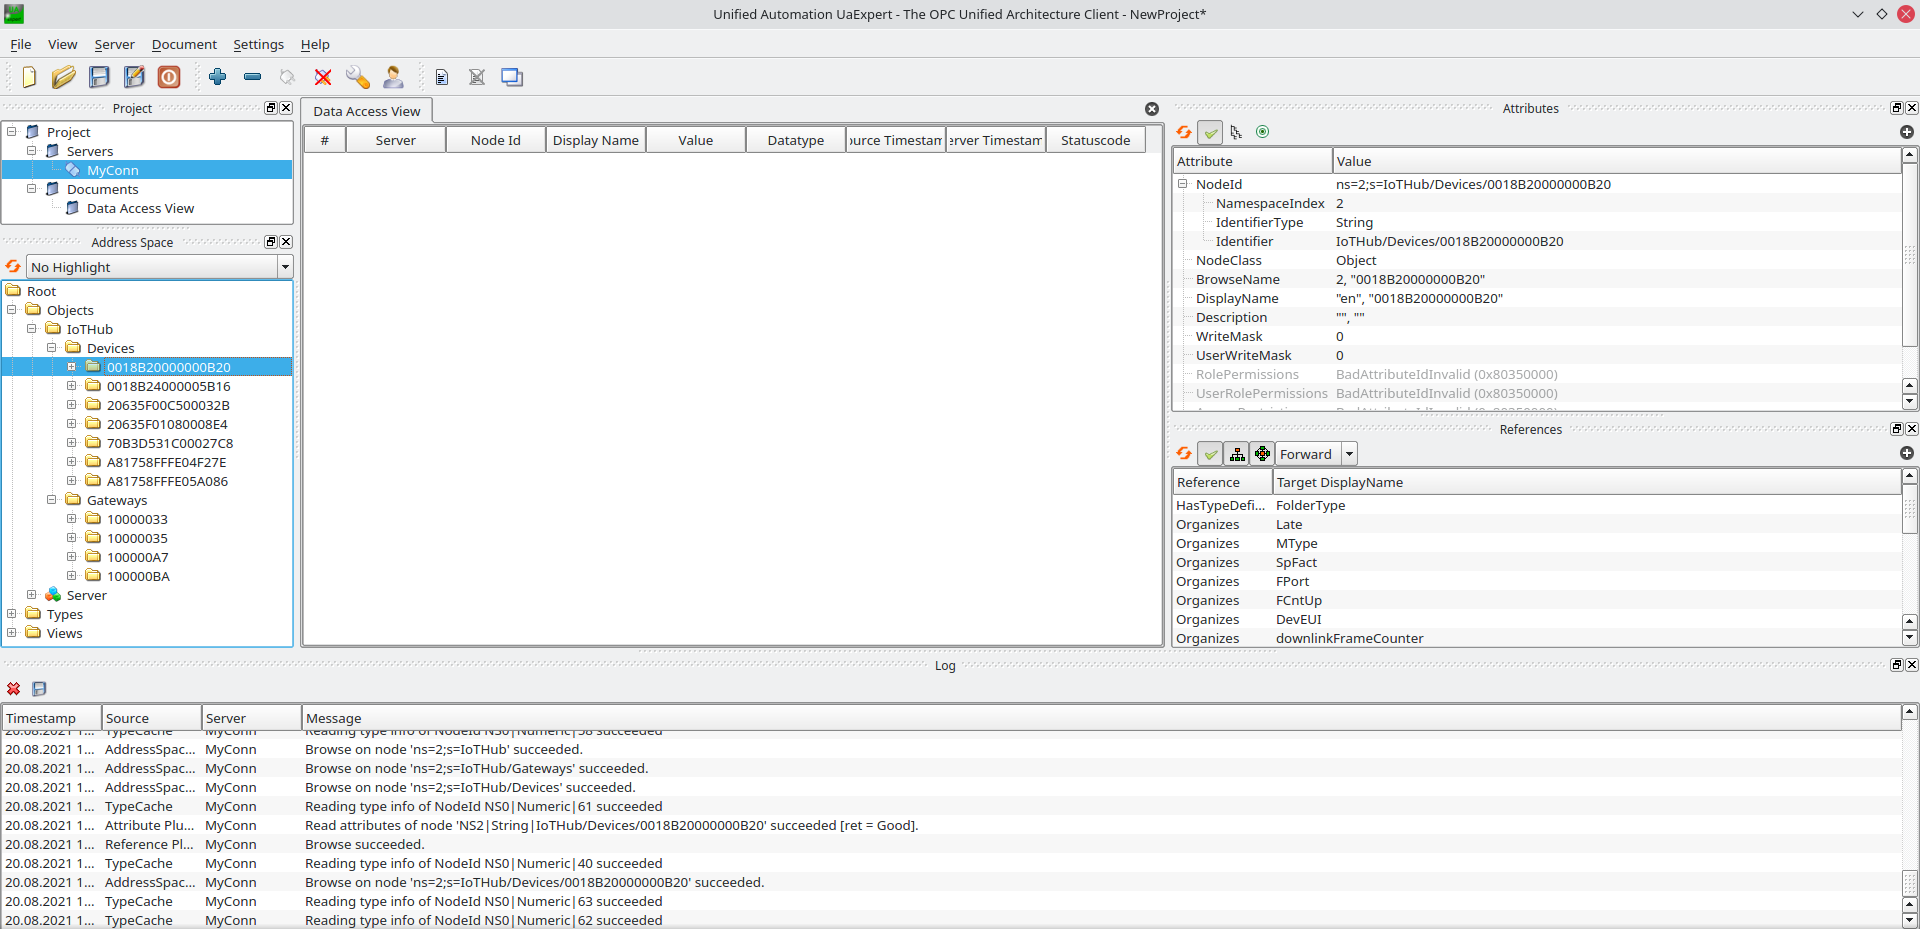 Unified Automation UaExpert - The OPC Unified Architecture Client - NewProject*
File View Server Document Settings Help
Project
Project
Servers
MyConn
Documents
Data Access View
Address Space
No Highlight
Root
Objects
IoTHub
Devices
0018B20000000B20
0018B24000005B16
20635F00C500032B
20635F01080008E4
70B3D531C00027C8
A81758FFFE04F27E
A81758FFFE05A086
Gateways
10000033
10000035
100000A7
100000BA
Server
Types
Views
Data Access View
# Server Node Id Display Name Value Datatype ource Timestam erver Timestam Statuscode
Attributes
Attribute Value
NodeId ns=2;s=IoTHub/Devices/0018B20000000B20
NamespaceIndex 2
IdentifierType String
Identifier IoTHub/Devices/0018B20000000B20
NodeClass Object
BrowseName 2, "0018B20000000B20"
DisplayName "en", "0018B20000000B20"
Description "", ""
WriteMask 0
UserWriteMask 0
RolePermissions BadAttributeIdInvalid (0x80350000)
UserRolePermissions BadAttributeIdInvalid (0x80350000)
References
Forward
Reference Target DisplayName
HasTypeDefi... FolderType
Organizes Late
Organizes MType
Organizes SpFact
Organizes FPort
Organizes FCntUp
Organizes DevEUI
Organizes downlinkFrameCounter
Log
Timestamp Source Server Message
20.08.2021 1... TypeCache MyConn Reading type info of NodeId NS0|Numeric|58 succeeded
20.08.2021 1... AddressSpac... MyConn Browse on node 'ns=2;s=IoTHub' succeeded.
20.08.2021 1... AddressSpac... MyConn Browse on node 'ns=2;s=IoTHub/Gateways' succeeded.
20.08.2021 1... AddressSpac... MyConn Browse on node 'ns=2;s=IoTHub/Devices' succeeded.
20.08.2021 1... TypeCache MyConn Reading type info of NodeId NS0|Numeric|61 succeeded
20.08.2021 1... Attribute Plu... MyConn Read attributes of node 'NS2|String|IoTHub/Devices/0018B20000000B20' succeeded [ret = Good].
20.08.2021 1... Reference Pl... MyConn Browse succeeded.
20.08.2021 1... TypeCache MyConn Reading type info of NodeId NS0|Numeric|40 succeeded
20.08.2021 1... AddressSpac... MyConn Browse on node 'ns=2;s=IoTHub/Devices/0018B20000000B20' succeeded.
20.08.2021 1... TypeCache MyConn Reading type info of NodeId NS0|Numeric|63 succeeded
20.08.2021 1... TypeCache MyConn Reading type info of NodeId NS0|Numeric|62 succeeded